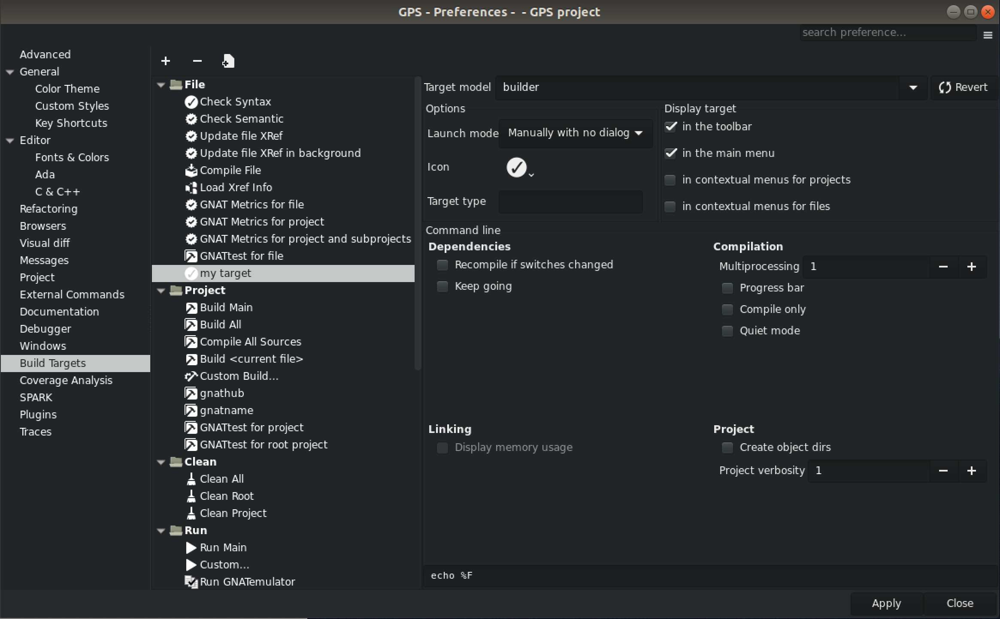 GPS - Preferences -  - GPS project
search preference...
Advanced
General
Color Theme
Custom Styles
Key Shortcuts
Editor
Fonts & Colors
Ada
C & C++
Refactoring
Browsers
Visual diff
Messages
Project
External Commands
Documentation
Debugger
Windows
Build Targets
Coverage Analysis
SPARK
Plugins
Traces
File
Check Syntax
Check Semantic
Update file XRef
Update file XRef in background
Compile File
Load Xref Info
GNAT Metrics for file
GNAT Metrics for project
GNAT Metrics for project and subprojects
GNATtest for file
my target
Project
Build Main
Build All
Compile All Sources
Build <current file>
Custom Build...
gnathub
gnatname
GNATtest for project
GNATtest for root project
Clean
Clean All
Clean Root
Clean Project
Run
Run Main
Custom...
Run GNATemulator
Target model builder Revert
Options
Launch mode Manually with no dialog
Icon
Target type
Display target
in the toolbar
in the main menu
in contextual menus for projects
in contextual menus for files
Command line
Dependencies
Recompile if switches changed
Keep going
Compilation
Multiprocessing 1
Progress bar
Compile only
Quiet mode
Linking
Display memory usage
Project
Create object dirs
Project verbosity 1
echo %F
Apply Close